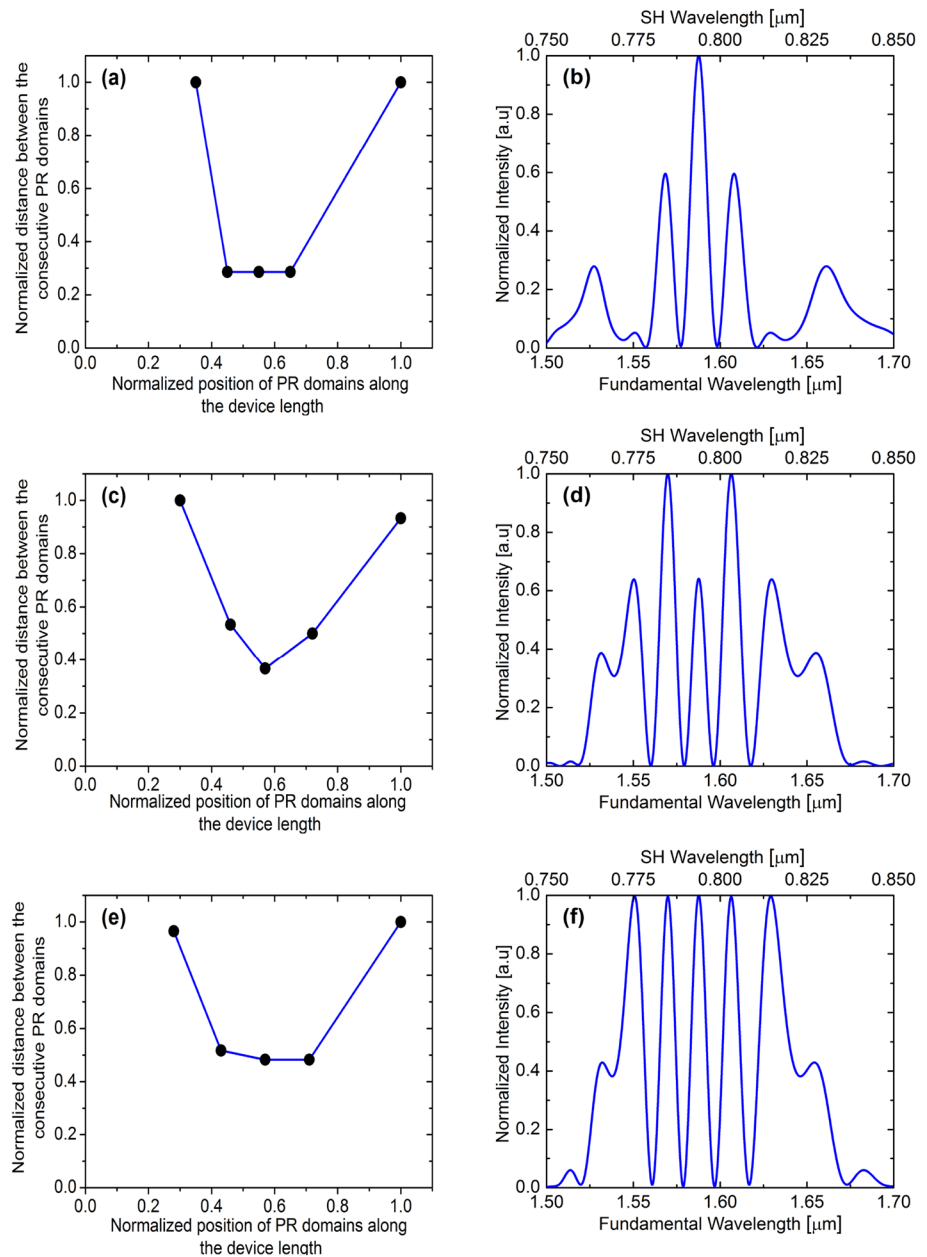 (a)
1.0
0.8
0.6
0.4
0.2
0.0
Normalized distance between the
consecutive PR domains
0.0 0.2 0.4 0.6 0.8 1.0
Normalized position of PR domains along
the device length
SH Wavelength [μm]
0.750 0.775 0.800 0.825 0.850
(b)
1.0
0.8
0.6
0.4
0.2
0.0
Normalized Intensity [a.u]
1.50 1.55 1.60 1.65 1.70
Fundamental Wavelength [μm]
(c)
1.0
0.8
0.6
0.4
0.2
0.0
Normalized distance between the
consecutive PR domains
0.0 0.2 0.4 0.6 0.8 1.0
Normalized position of PR domains along
the device length
SH Wavelength [μm]
0.750 0.775 0.800 0.825 0.850
(d)
1.0
0.8
0.6
0.4
0.2
0.0
Normalized Intensity [a.u]
1.50 1.55 1.60 1.65 1.70
Fundamental Wavelength [μm]
(e)
1.0
0.8
0.6
0.4
0.2
0.0
Normalized distance between the
consecutive PR domains
0.0 0.2 0.4 0.6 0.8 1.0
Normalized position of PR domains along
the device length
SH Wavelength [μm]
0.750 0.775 0.800 0.825 0.850
(f)
1.0
0.8
0.6
0.4
0.2
0.0
Normalized Intensity [a.u]
1.50 1.55 1.60 1.65 1.70
Fundamental Wavelength [μm]